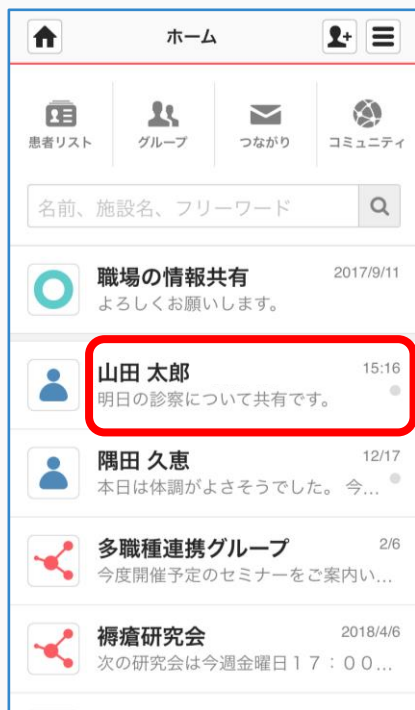 ホーム
患者リスト
グループ
つながり
コミュニティ
名前、施設名、フリーワード
職場の情報共有 2017/9/11
よろしくお願いします。
山田 太郎 15:16
明日の診察について共有です。
隅田 久恵 12/17
本日は体調がよさそうでした。 今...
多職種連携グループ 2/6
今度開催予定のセミナーをご案内い...
褥瘡研究会 2018/4/6
次の研究会は今週金曜日１７：００...